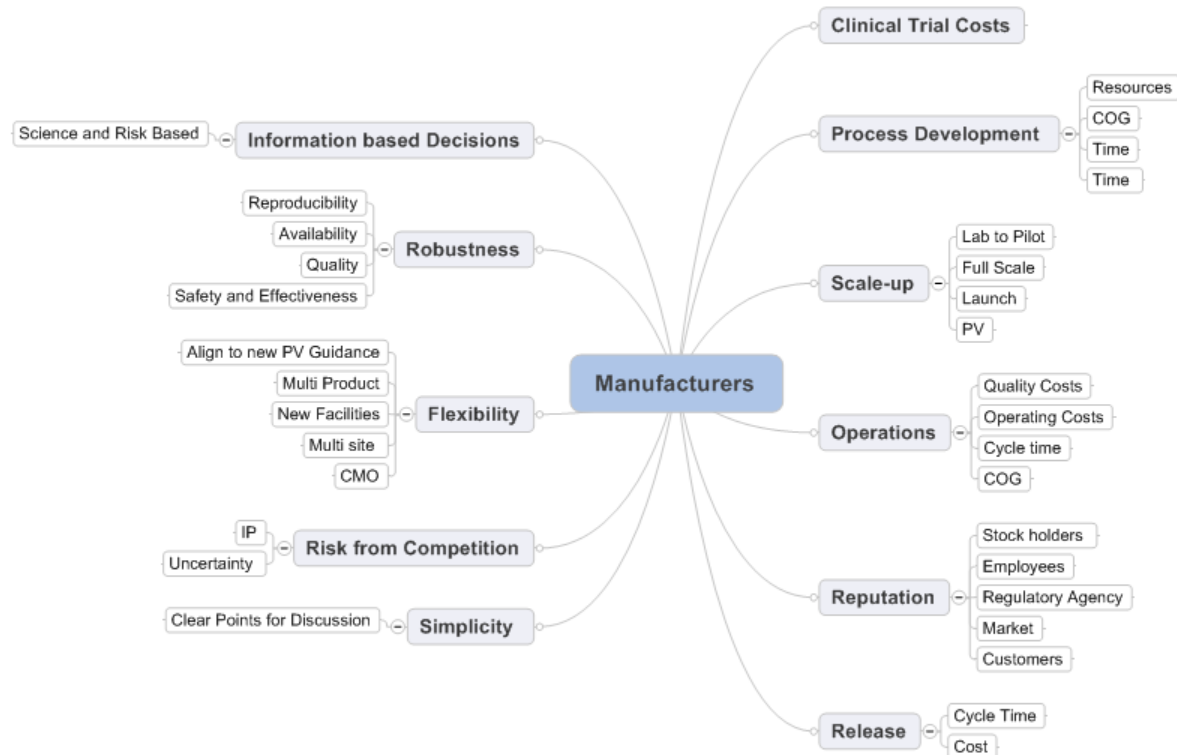 Clinical Trial Costs
Resources
COG
Process Development
Time
Time
Science and Risk Based
Information based Decisions
Reproducibility
Availability
Quality
Safety and Effectiveness
Robustness
Lab to Pilot
Full Scale
Launch
PV
Scale-up
Manufacturers
Align to new PV Guidance
Multi Product
New Facilities
Multi site
CMO
Flexibility
Quality Costs
Operating Costs
Cycle time
COG
Operations
IP
Uncertainty
Risk from Competition
Stock holders
Employees
Regulatory Agency
Market
Customers
Reputation
Clear Points for Discussion
Simplicity
Release
Cycle Time
Cost